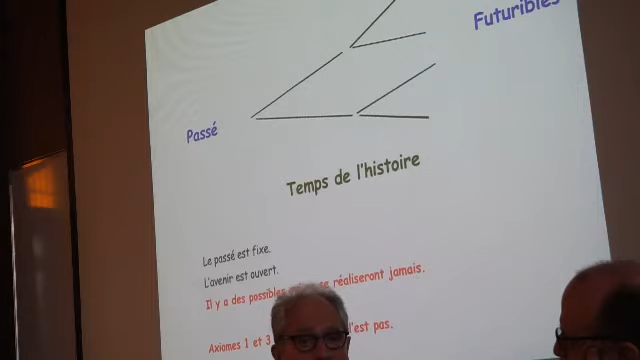 Futuribles
Passé
Temps de l'histoire
Le passé est fixe.
L'avenir est ouvert.
Il y a des possibles se réaliseront jamais.
Axiomes 1 et 3 l'est pas.